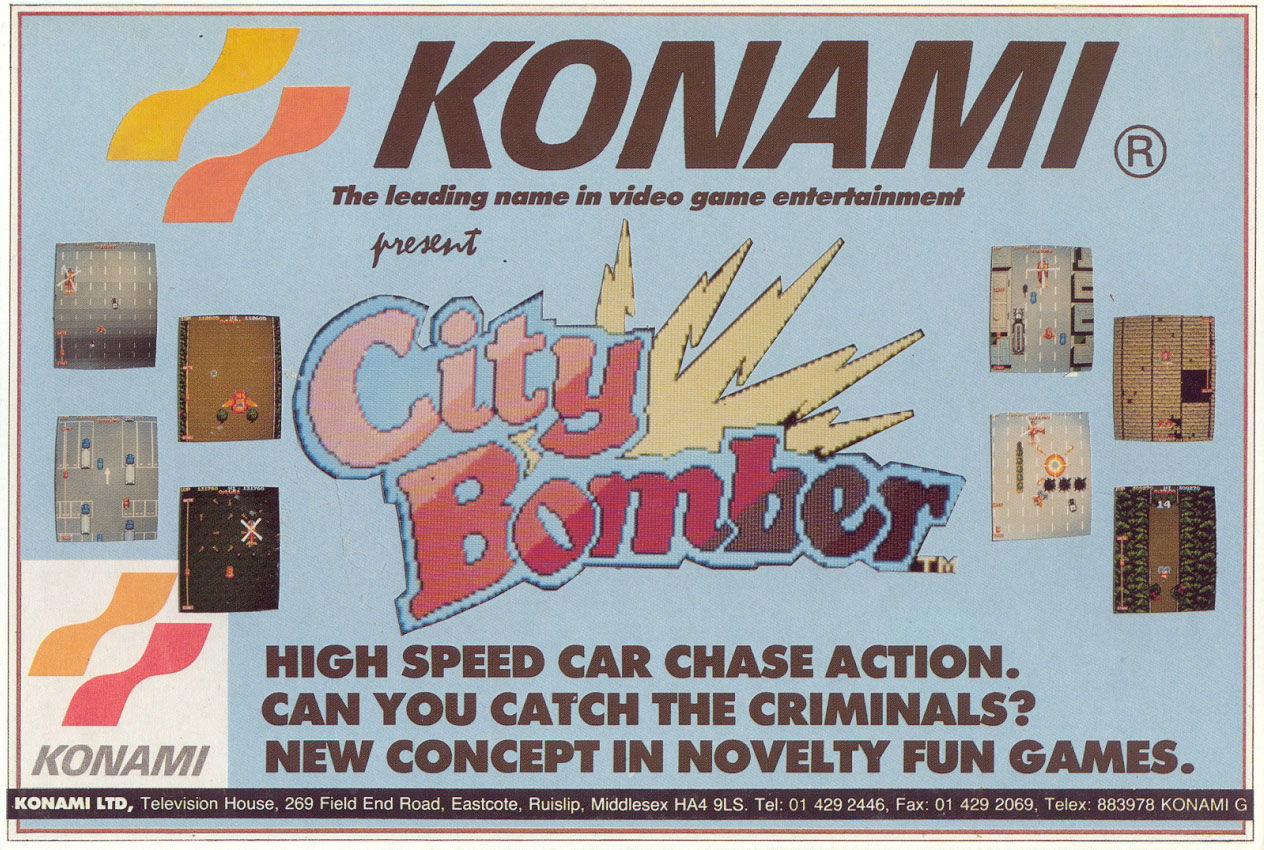 KONAMI®
The leading name in video game entertainment
present
City
Bomber
TM
14
KONAMI
HIGH SPEED CAR CHASE ACTION.
CAN YOU CATCH THE CRIMINALS?
NEW CONCEPT IN NOVELTY FUN GAMES.
KONAMI LTD, Television House, 269 Field End Road, Eastcote, Ruislip, Middlesex HA4 9LS. Tel: 01 429 2446, Fax: 01 429 2069, Telex: 883978 KONAMI G